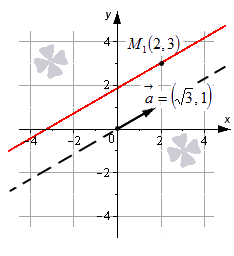 y
M₁(2,3)
4
2
a⃗ = (√3, 1)
-4 -2 0 2 4 x
-2
-4